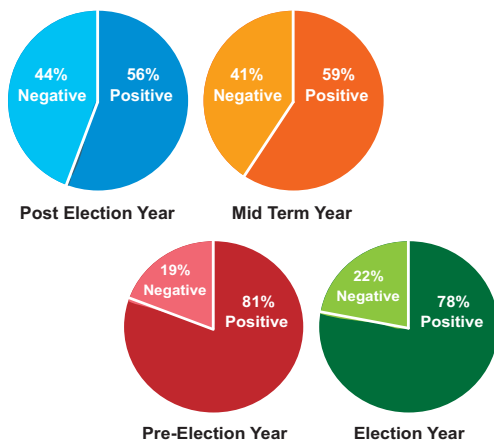 44%
Negative
56%
Positive
41%
Negative
59%
Positive
Post Election Year
Mid Term Year
19%
Negative
81%
Positive
22%
Negative
78%
Positive
Pre-Election Year
Election Year